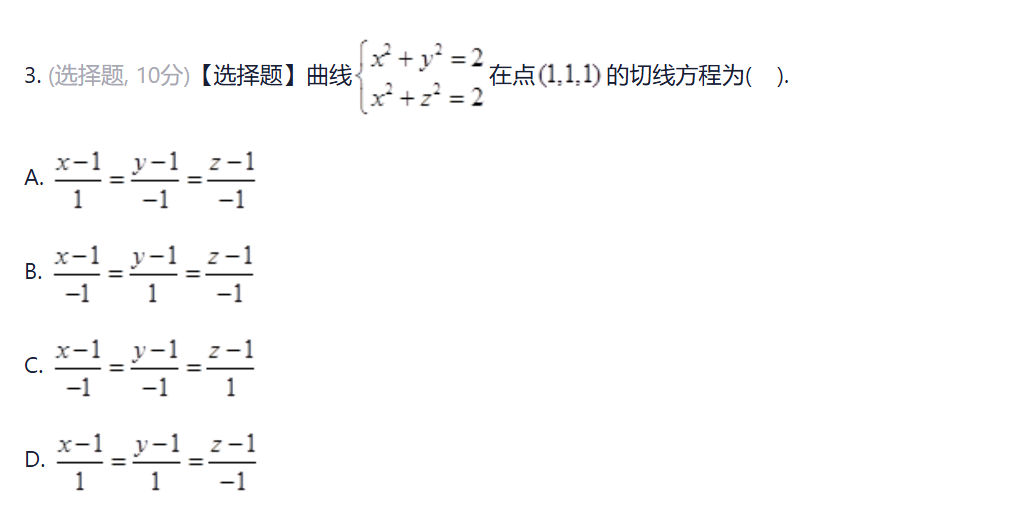 3. (选择题, 10分)【选择题】曲线 $\begin{cases} x^2 + y^2 = 2 \\ x^2 + z^2 = 2 \end{cases}$ 在点(1,1,1)的切线方程为(  ).
A. $\frac{x-1}{1} = \frac{y-1}{-1} = \frac{z-1}{-1}$
B. $\frac{x-1}{-1} = \frac{y-1}{1} = \frac{z-1}{-1}$
C. $\frac{x-1}{-1} = \frac{y-1}{-1} = \frac{z-1}{1}$
D. $\frac{x-1}{1} = \frac{y-1}{1} = \frac{z-1}{-1}$